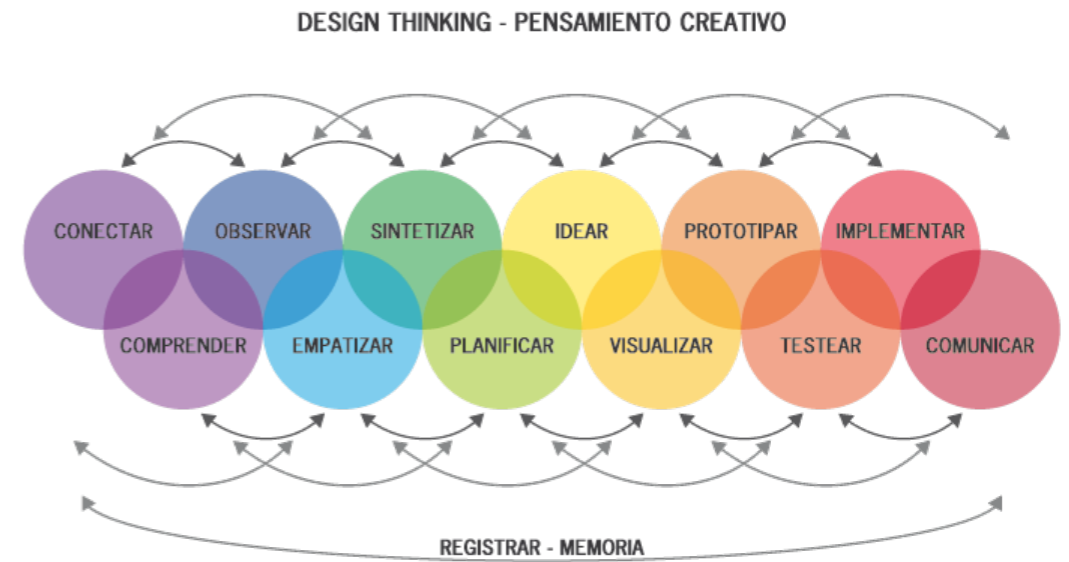 DESIGN THINKING - PENSAMIENTO CREATIVO
CONECTAR
OBSERVAR
SINTETIZAR
IDEAR
PROTOTIPAR
IMPLEMENTAR
COMPRENDER
EMPATIZAR
PLANIFICAR
VISUALIZAR
TESTEAR
COMUNICAR
REGISTRAR - MEMORIA